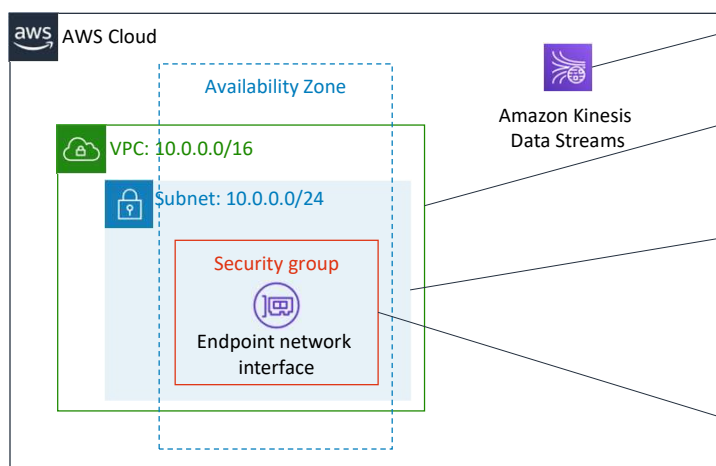 aws
AWS Cloud
Availability Zone
Amazon Kinesis
Data Streams
VPC: 10.0.0.0/16
Subnet: 10.0.0.0/24
Security group
Endpoint network
interface